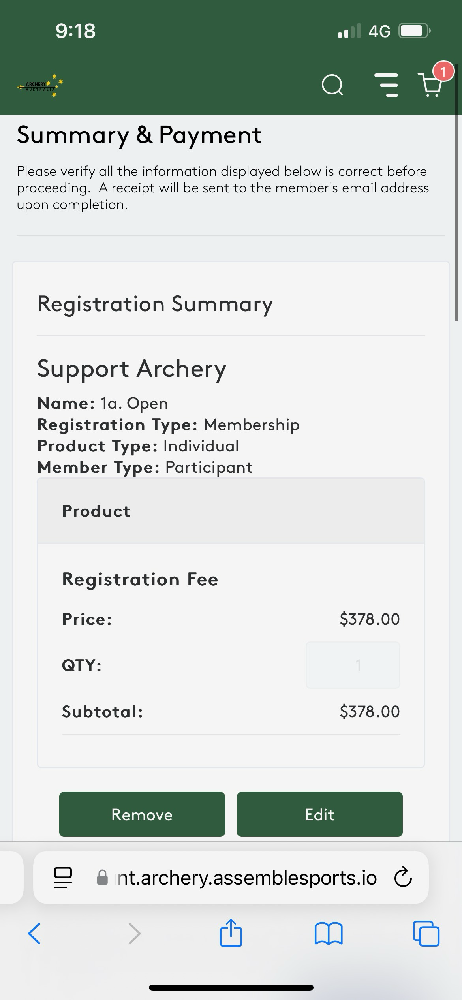 9:18
4G
ARCHERY
AUSTRALIA
1
Summary & Payment
Please verify all the information displayed below is correct before
proceeding.  A receipt will be sent to the member's email address
upon completion.
Registration Summary
Support Archery
Name: 1a. Open
Registration Type: Membership
Product Type: Individual
Member Type: Participant
Product
Registration Fee
Price: $378.00
QTY: 1
Subtotal: $378.00
Remove Edit
nt.archery.assemblesports.io